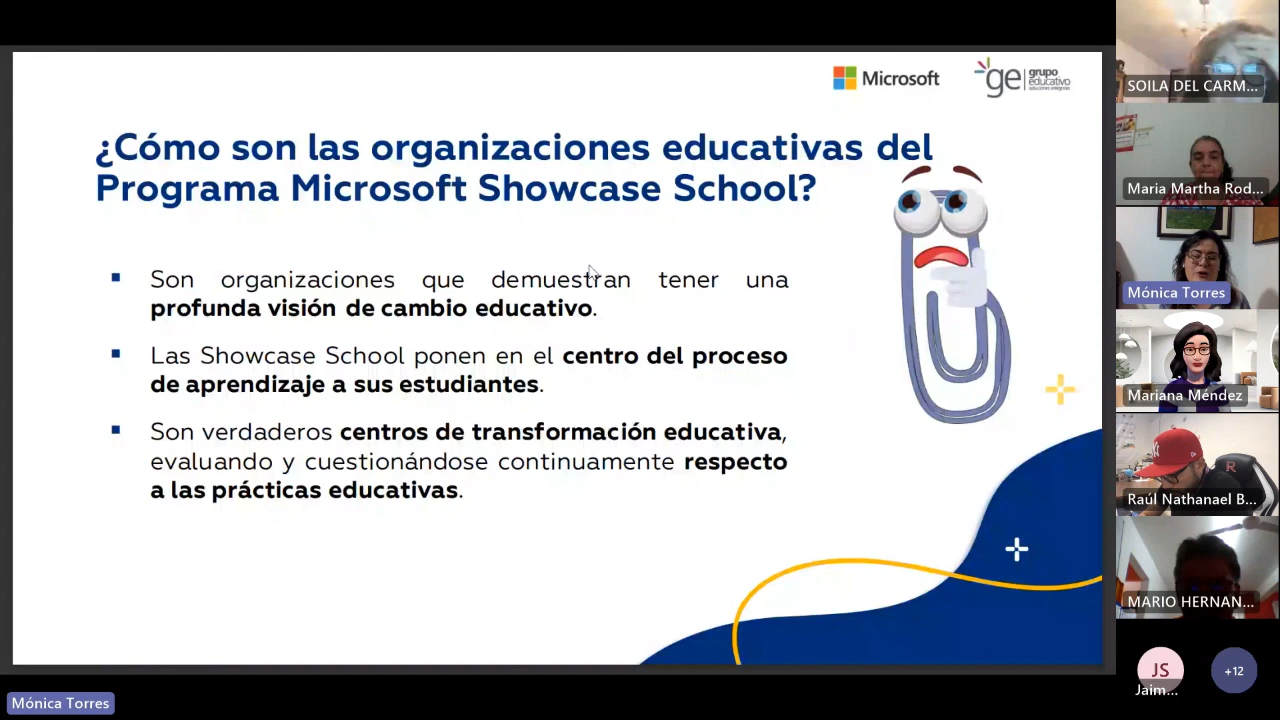 Microsoft
ge grupo
educativo
soluciones integrales
¿Cómo son las organizaciones educativas del
Programa Microsoft Showcase School?
Son organizaciones que demuestran tener una
profunda visión de cambio educativo.
Las Showcase School ponen en el centro del proceso
de aprendizaje a sus estudiantes.
Son verdaderos centros de transformación educativa,
evaluando y cuestionándose continuamente respecto
a las prácticas educativas.
SOILA DEL CARM...
Maria Martha Rod...
Mónica Torres
Mariana Méndez
Raúl Nathanael B...
MARIO HERNAN...
JS
Jaim...
+12
Mónica Torres